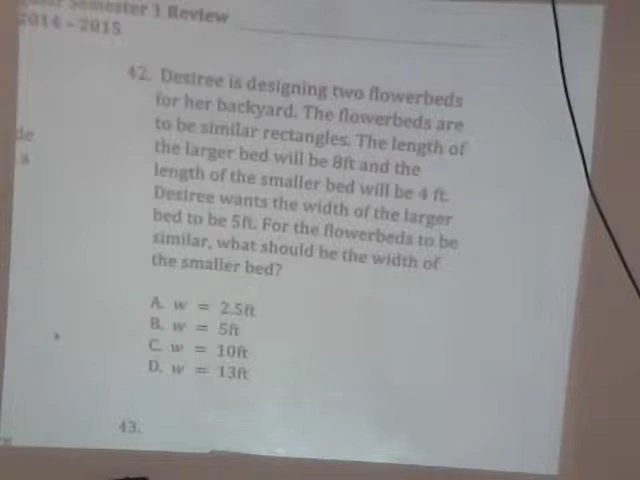 Semester 1 Review
2014 - 2015
42. Desiree is designing two flowerbeds
for her backyard. The flowerbeds are
to be similar rectangles. The length of
the larger bed will be 8ft and the
length of the smaller bed will be 4 ft.
Desiree wants the width of the larger
bed to be 5ft. For the flowerbeds to be
similar, what should be the width of
the smaller bed?
A. w = 2.5ft
B. w = 5ft
C. w = 10ft
D. w = 13ft
43.